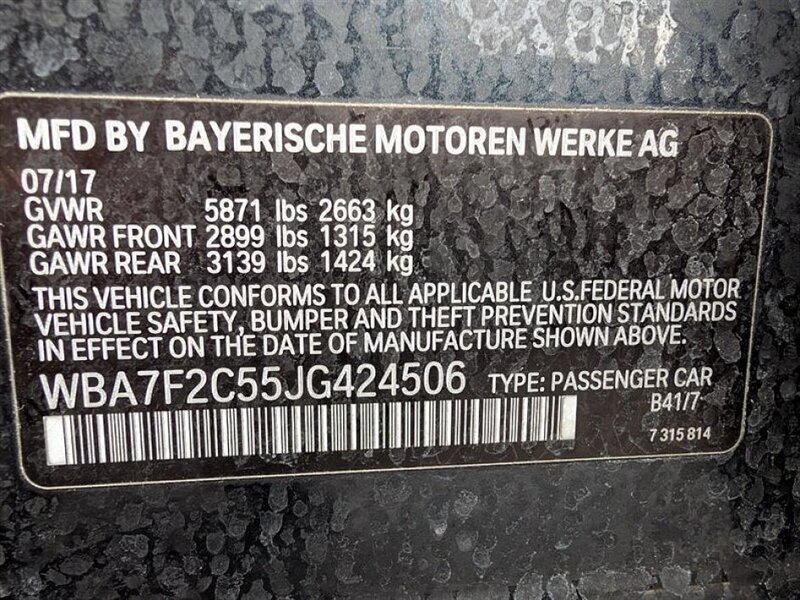 MFD BY BAYERISCHE MOTOREN WERKE AG
07/17
GVWR 5871 lbs 2663 kg
GAWR FRONT 2899 lbs 1315 kg
GAWR REAR 3139 lbs 1424 kg
THIS VEHICLE CONFORMS TO ALL APPLICABLE U.S.FEDERAL MOTOR
VEHICLE SAFETY, BUMPER AND THEFT PREVENTION STANDARDS
IN EFFECT ON THE DATE OF MANUFACTURE SHOWN ABOVE.
WBA7F2C55JG424506 TYPE: PASSENGER CAR
B41/7
7 315 814